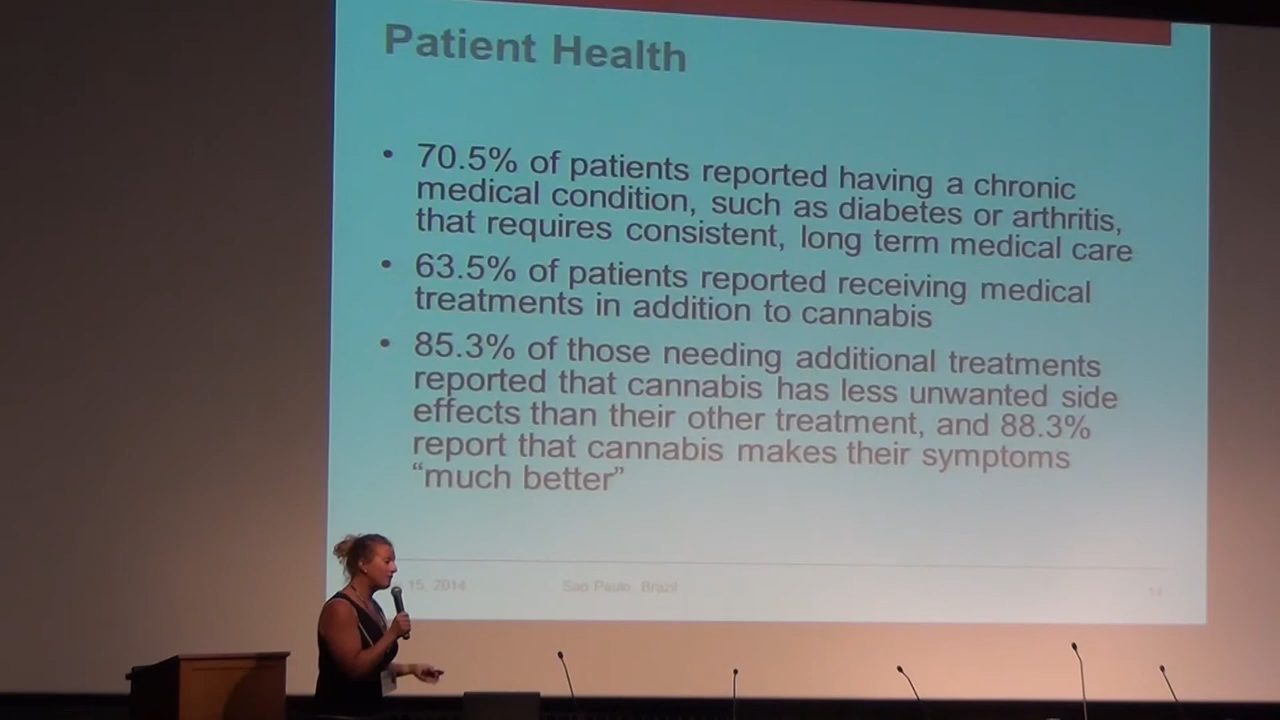 Patient Health
• 70.5% of patients reported having a chronic
medical condition, such as diabetes or arthritis,
that requires consistent, long term medical care
• 63.5% of patients reported receiving medical
treatments in addition to cannabis
• 85.3% of those needing additional treatments
reported that cannabis has less unwanted side
effects than their other treatment, and 88.3%
report that cannabis makes their symptoms
“much better”
15, 2014 Sao Paulo, Brazil